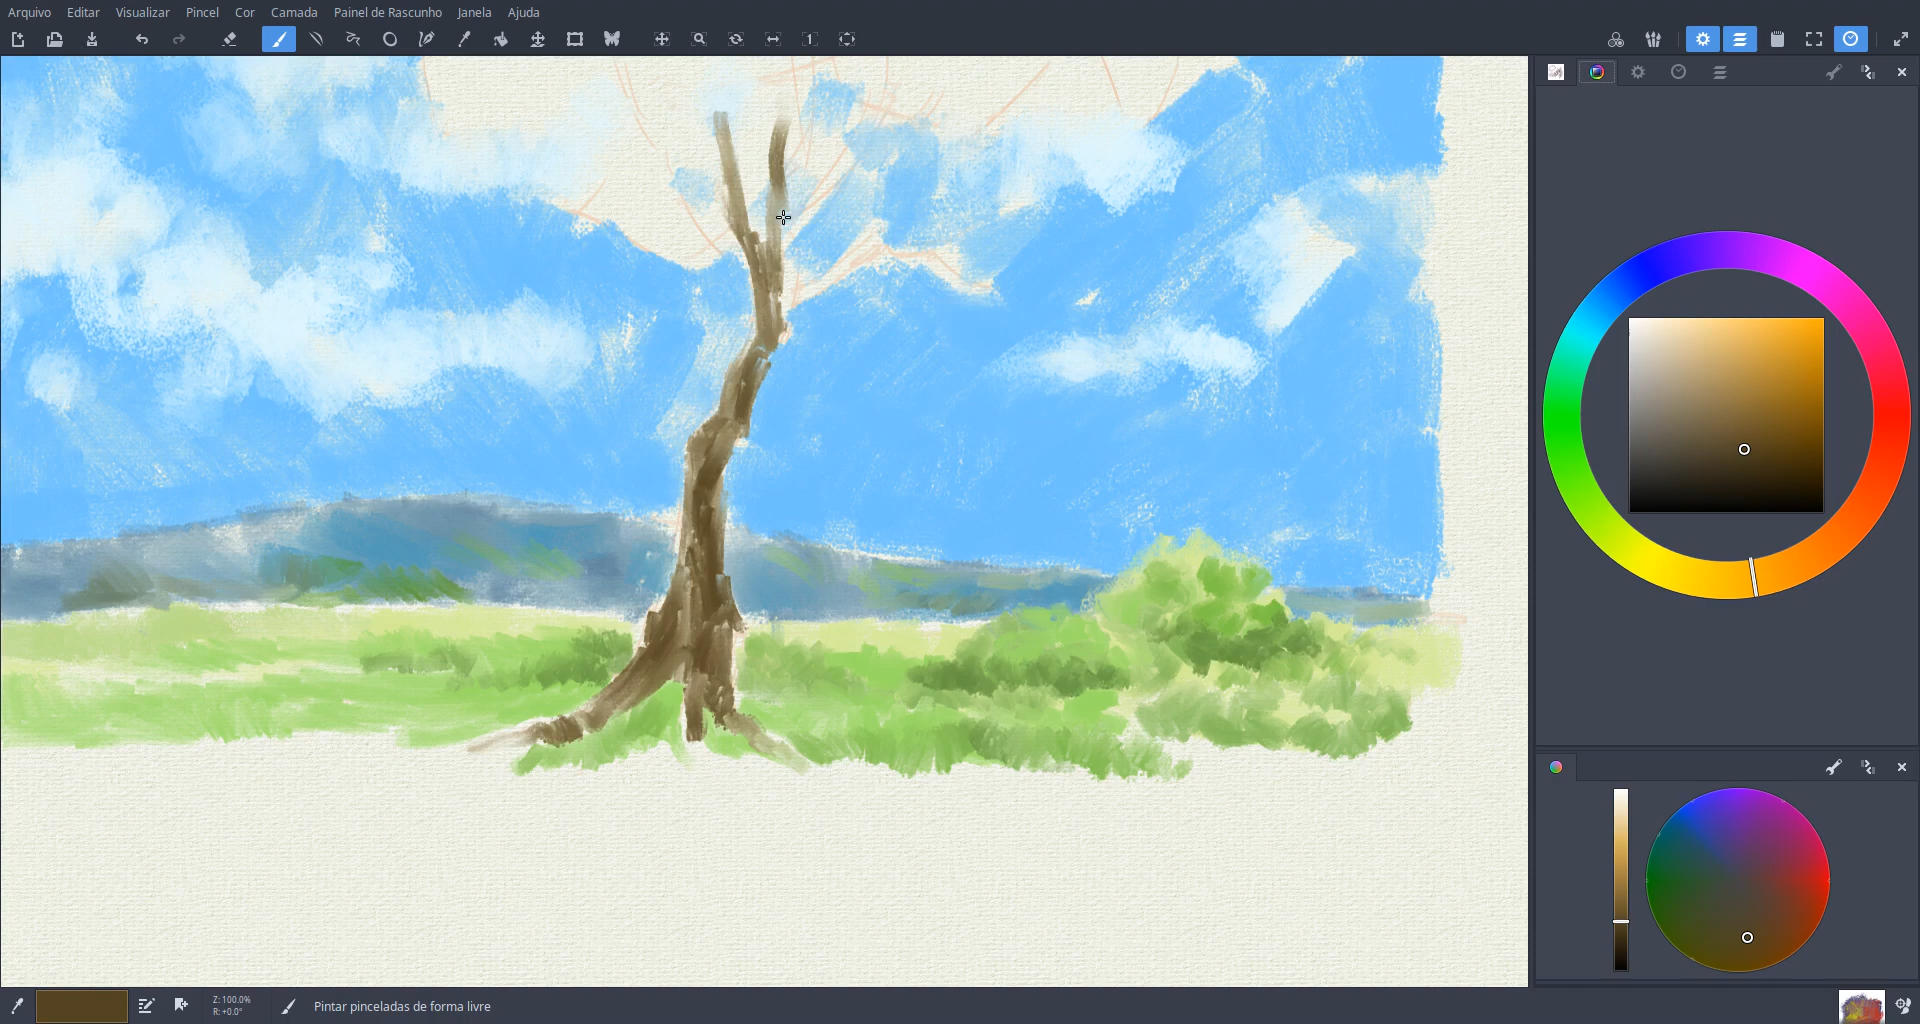 Arquivo Editar Visualizar Pincel Cor Camada Painel de Rascunho Janela Ajuda
1
Z: 100.0%
R: +0.0°
Pintar pinceladas de forma livre